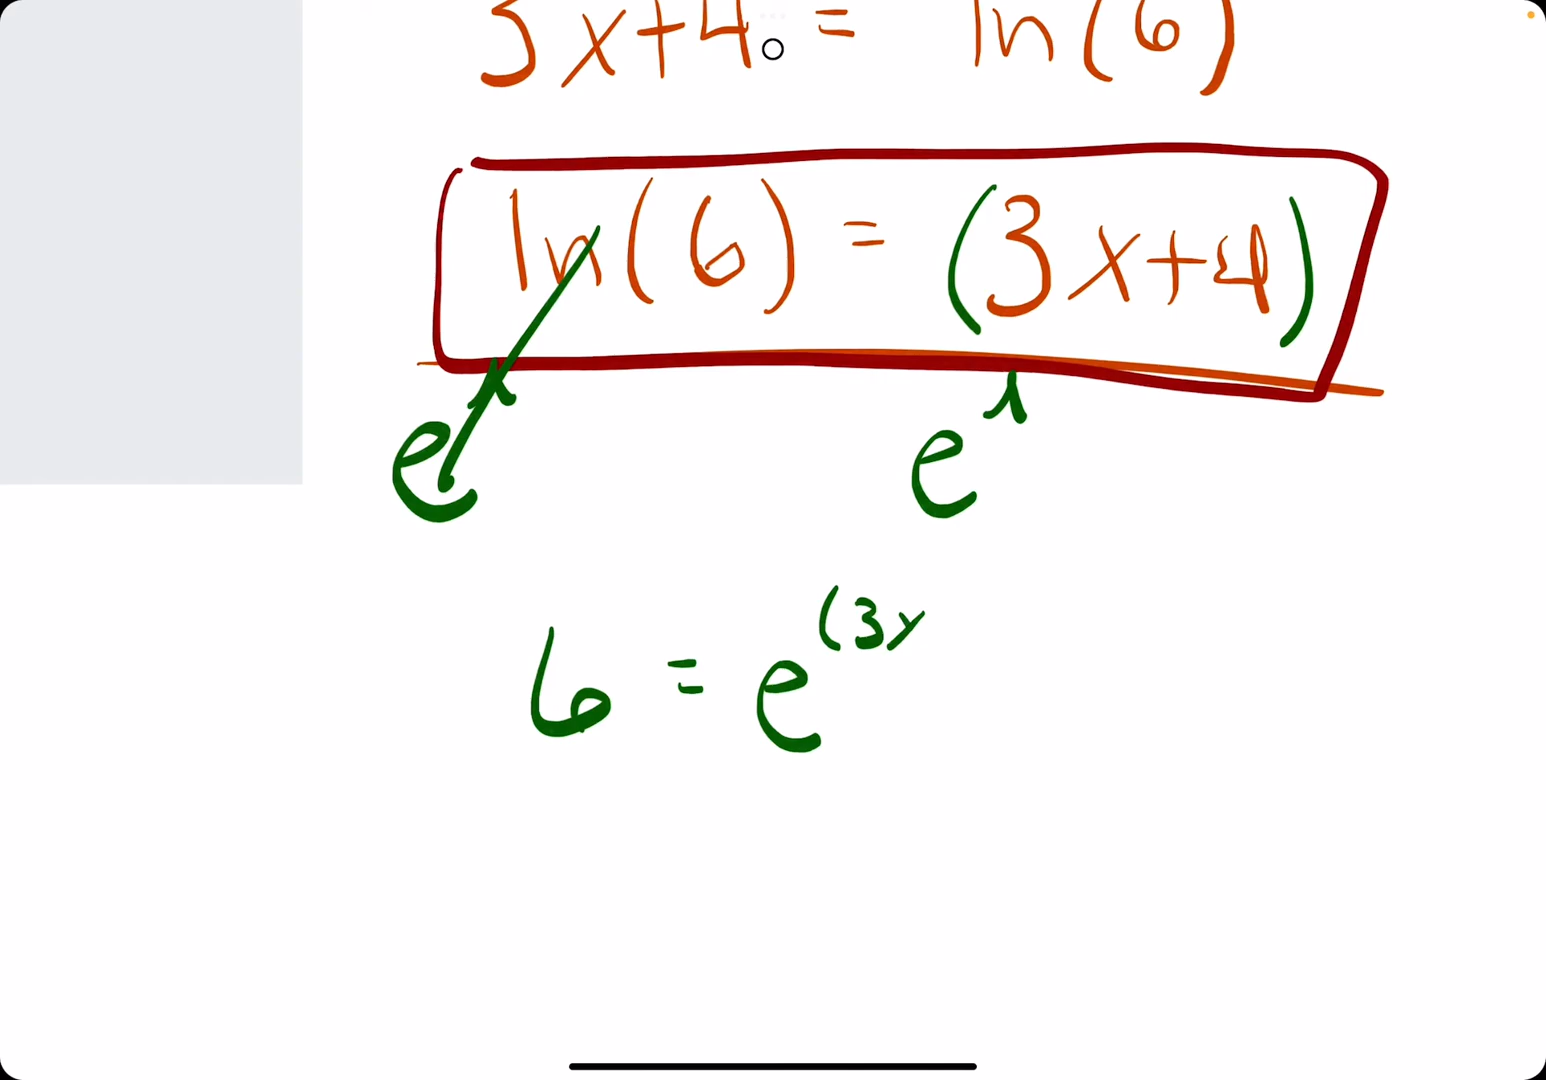 3x+4 = ln(6)
ln(6) = (3x+4)
e^ e^
6 = e^(3x